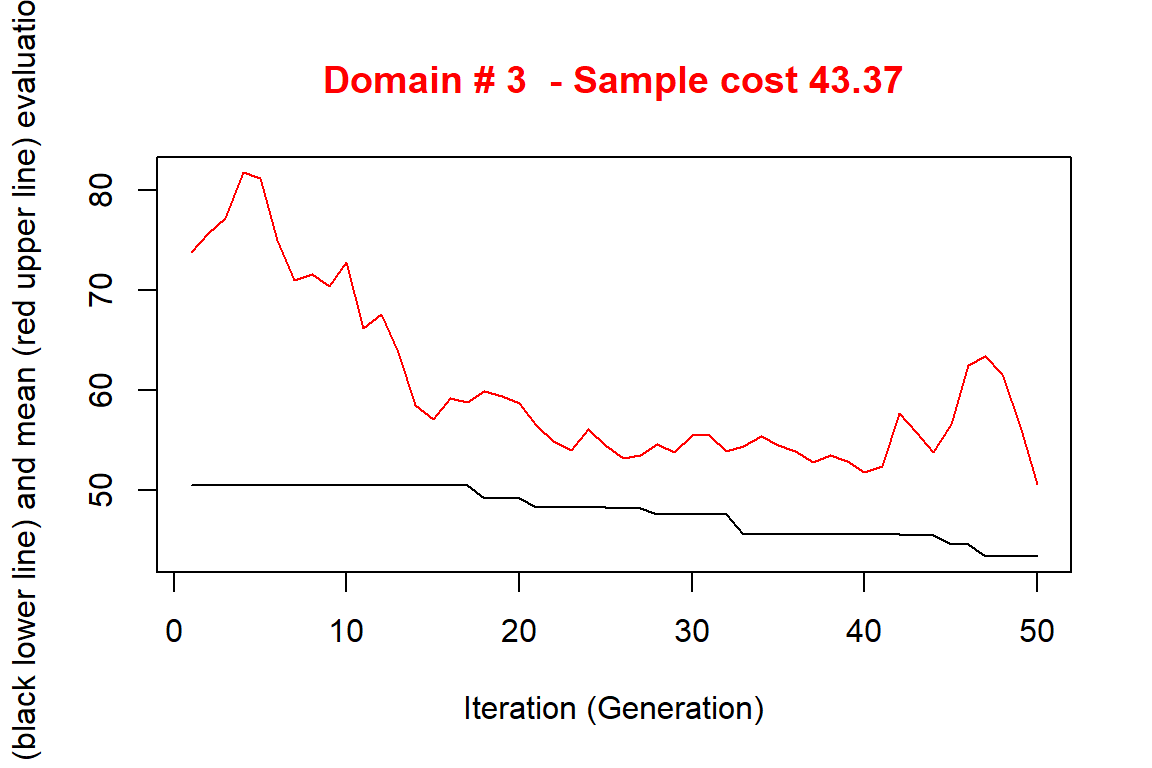 Domain # 3  - Sample cost 43.37
(black lower line) and mean (red upper line) evaluatio
80
70
60
50
0 10 20 30 40 50
Iteration (Generation)